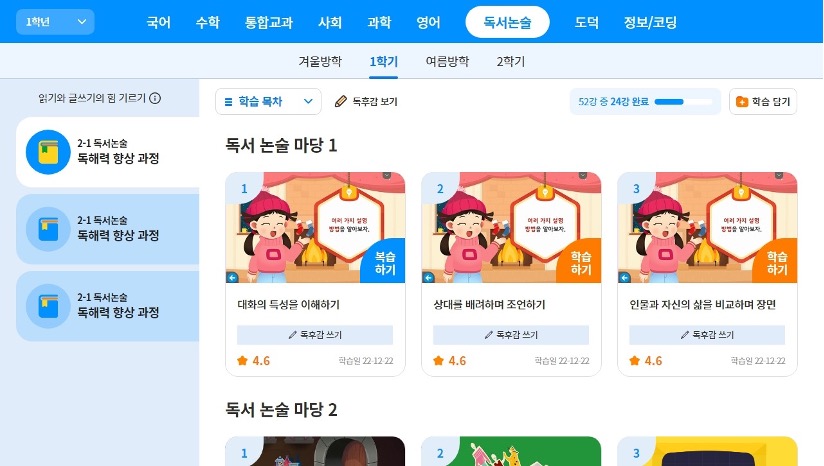 1학년
국어 수학 통합교과 사회 과학 영어 독서논술 도덕 정보/코딩
겨울방학 1학기 여름방학 2학기
읽기와 글쓰기의 힘 기르기
학습 목차
독후감 보기
52강 중 24강 완료
학습 담기
2-1 독서논술
독해력 향상 과정
2-1 독서논술
독해력 향상 과정
2-1 독서논술
독해력 향상 과정
독서 논술 마당 1
1
여러 가지 설명
방법을 알아보자.
복습
하기
대화의 특성을 이해하기
독후감 쓰기
4.6
학습일 22-12-22
2
여러 가지 설명
방법을 알아보자.
학습
하기
상대를 배려하며 조언하기
독후감 쓰기
4.6
학습일 22-12-22
3
여러 가지 설명
방법을 알아보자.
학습
하기
인물과 자신의 삶을 비교하며 장면
독후감 쓰기
4.6
학습일 22-12-22
독서 논술 마당 2
1
2
3